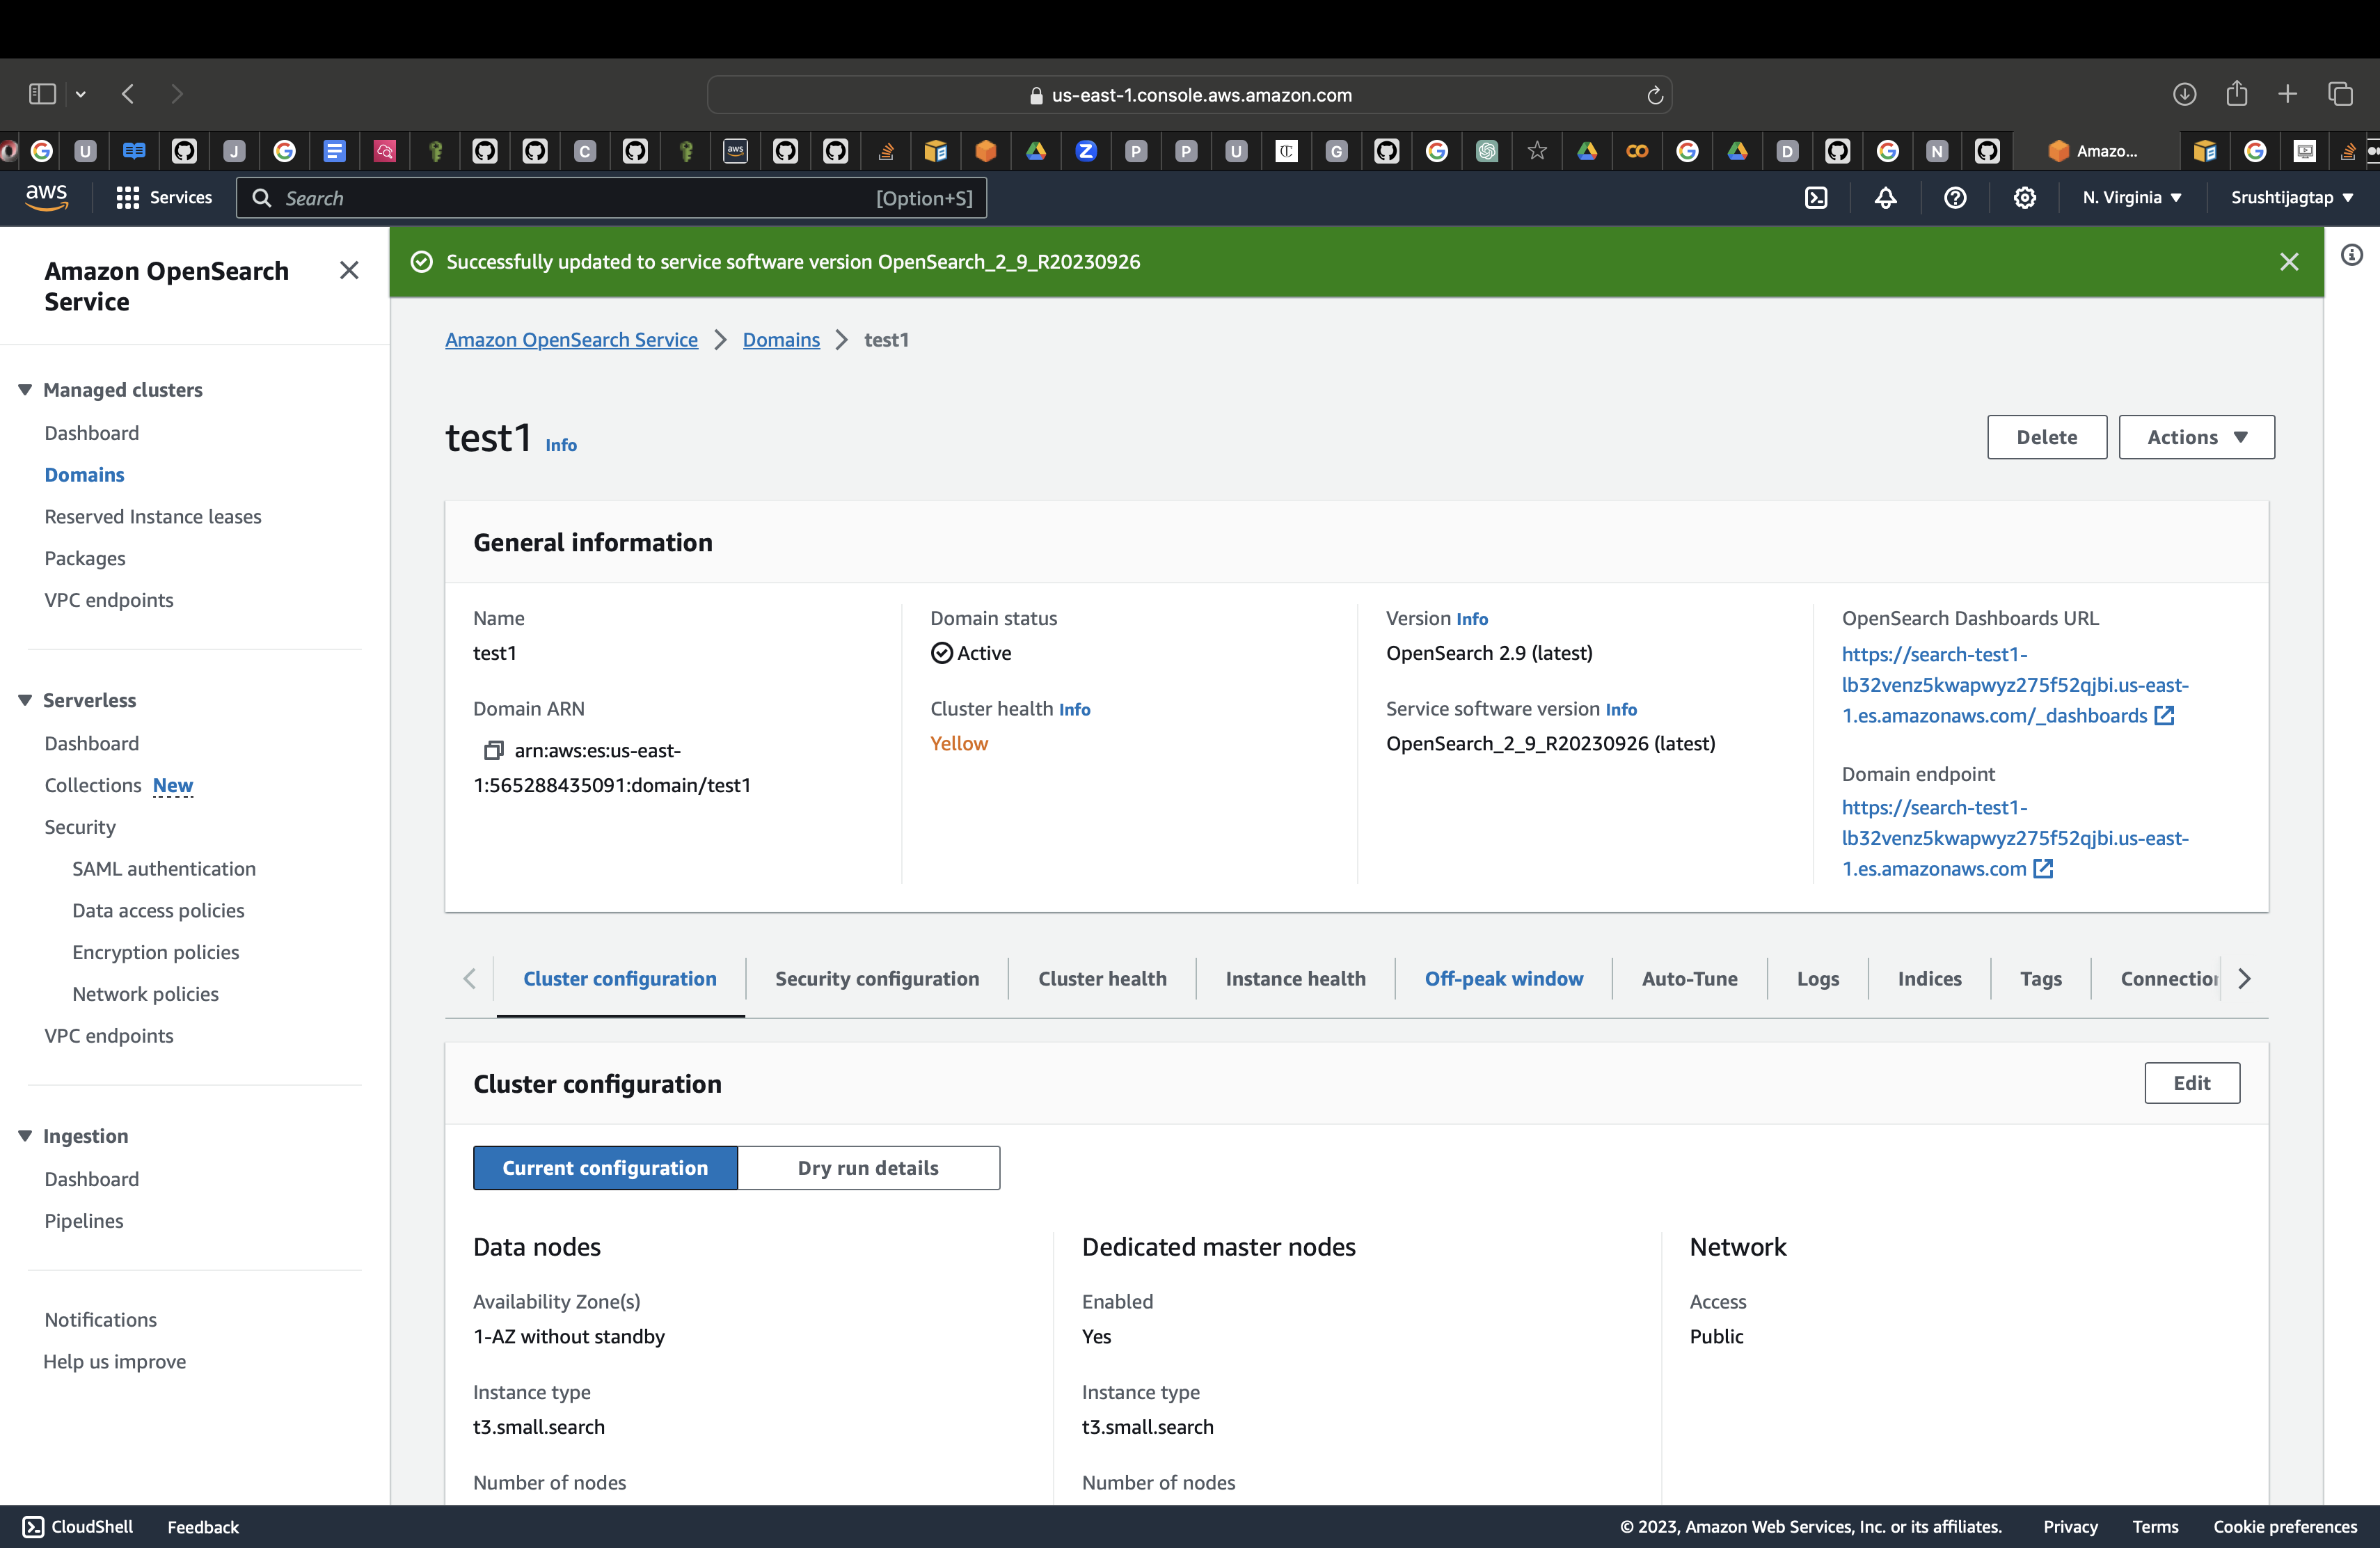 us-east-1.console.aws.amazon.com
U
J
C
P
P
U
G
D
N
Amazo...
aws
Services
Search
[Option+S]
N. Virginia
Srushtijagtap
Amazon OpenSearch
Service
Managed clusters
Dashboard
Domains
Reserved Instance leases
Packages
VPC endpoints
Serverless
Dashboard
Collections New
Security
SAML authentication
Data access policies
Encryption policies
Network policies
VPC endpoints
Ingestion
Dashboard
Pipelines
Notifications
Help us improve
Successfully updated to service software version OpenSearch_2_9_R20230926
Amazon OpenSearch Service
Domains
test1
test1 Info
Delete
Actions
General information
Name
test1
Domain ARN
arn:aws:es:us-east-
1:565288435091:domain/test1
Domain status
Active
Cluster health Info
Yellow
Version Info
OpenSearch 2.9 (latest)
Service software version Info
OpenSearch_2_9_R20230926 (latest)
OpenSearch Dashboards URL
https://search-test1-
lb32venz5kwapwyz275f52qjbi.us-east-
1.es.amazonaws.com/_dashboards
Domain endpoint
https://search-test1-
lb32venz5kwapwyz275f52qjbi.us-east-
1.es.amazonaws.com
Cluster configuration
Security configuration
Cluster health
Instance health
Off-peak window
Auto-Tune
Logs
Indices
Tags
Connection
Cluster configuration
Edit
Current configuration
Dry run details
Data nodes
Availability Zone(s)
1-AZ without standby
Instance type
t3.small.search
Number of nodes
Dedicated master nodes
Enabled
Yes
Instance type
t3.small.search
Number of nodes
Network
Access
Public
CloudShell
Feedback
© 2023, Amazon Web Services, Inc. or its affiliates.
Privacy
Terms
Cookie preferences